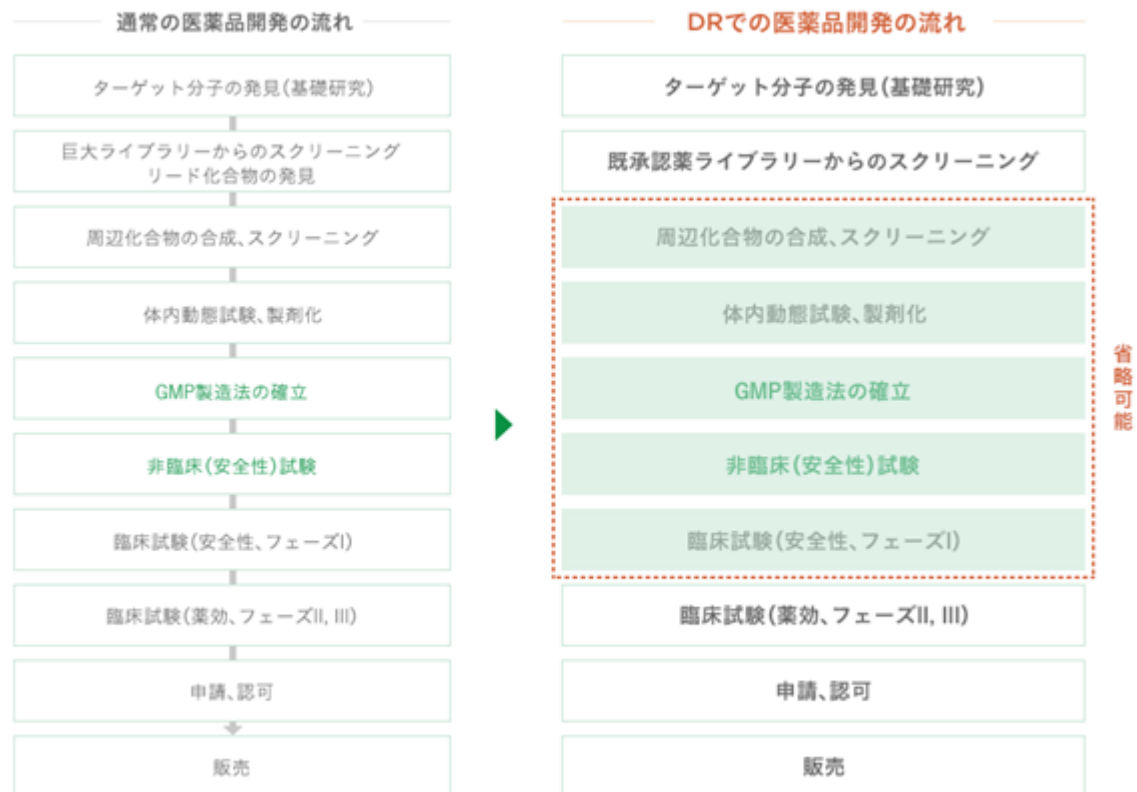 通常の医薬品開発の流れ
ターゲット分子の発見(基礎研究)
巨大ライブラリーからのスクリーニング
リード化合物の発見
周辺化合物の合成、スクリーニング
体内動態試験、製剤化
GMP製造法の確立
非臨床(安全性)試験
臨床試験(安全性、フェーズI)
臨床試験(薬効、フェーズII, III)
申請、認可
販売
DRでの医薬品開発の流れ
ターゲット分子の発見(基礎研究)
既承認薬ライブラリーからのスクリーニング
周辺化合物の合成、スクリーニング
体内動態試験、製剤化
GMP製造法の確立
非臨床(安全性)試験
臨床試験(安全性、フェーズI)
臨床試験(薬効、フェーズII, III)
申請、認可
販売
省略可能